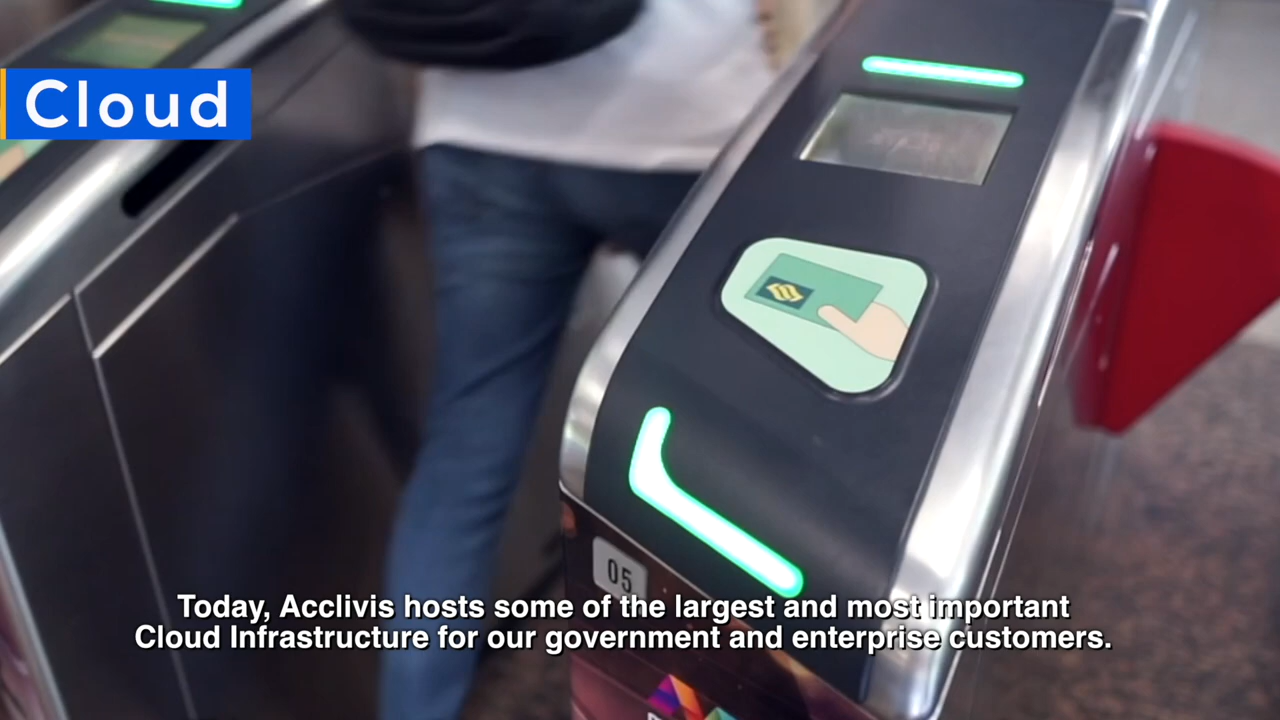 Cloud
05
Today, Acclivis hosts some of the largest and most important
Cloud Infrastructure for our government and enterprise customers.